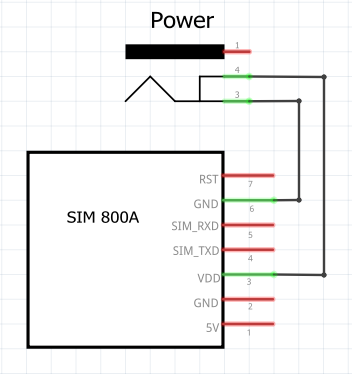 Power
1
4
3
SIM 800A
RST 7
GND 6
SIM_RXD 5
SIM_TXD 4
VDD 3
GND 2
5V 1